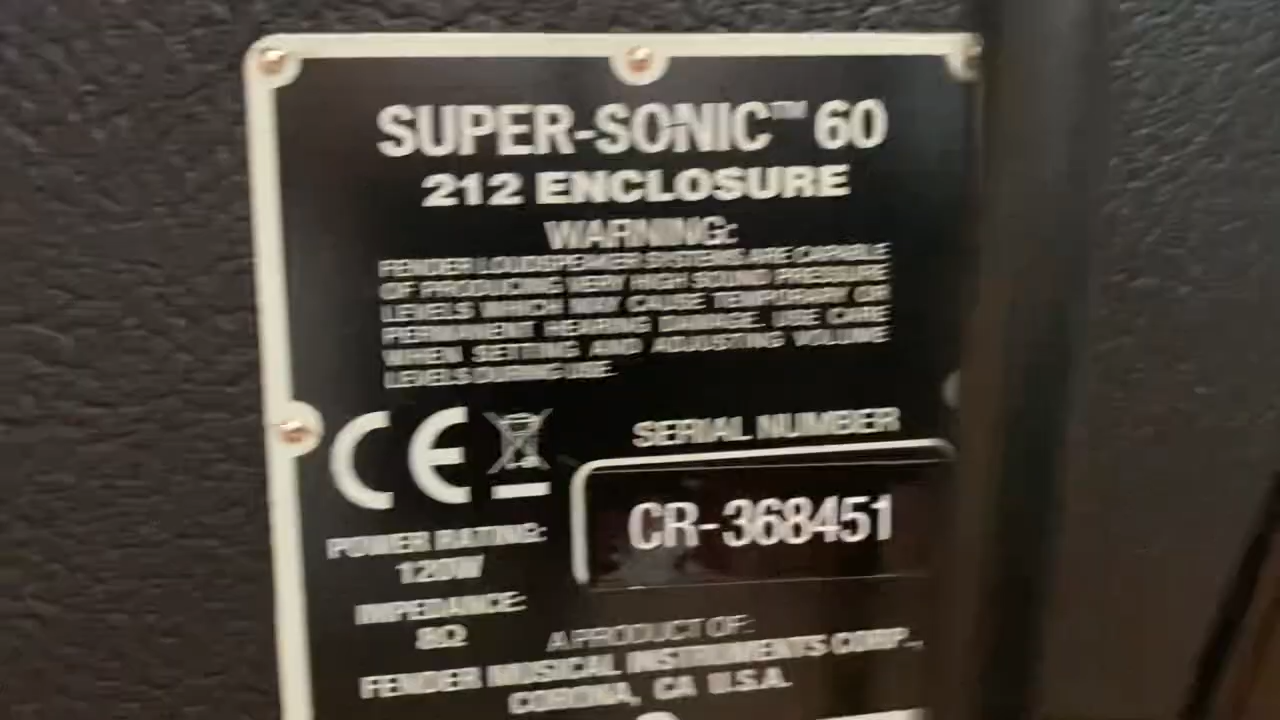 SUPER-SONIC™ 60
212 ENCLOSURE
WARNING:
FENDER LOUDSPEAKER SYSTEMS ARE CAPABLE
OF PRODUCING VERY HIGH SOUND PRESSURE
LEVELS WHICH MAY CAUSE TEMPORARY OR
PERMANENT HEARING DAMAGE. USE CARE
WHEN SETTING AND ADJUSTING VOLUME
LEVELS DURING USE.
CE
SERIAL NUMBER
CR-368451
POWER RATING:
120W
IMPEDANCE:
8Ω
A PRODUCT OF:
FENDER MUSICAL INSTRUMENTS CORP.,
CORONA, CA U.S.A.